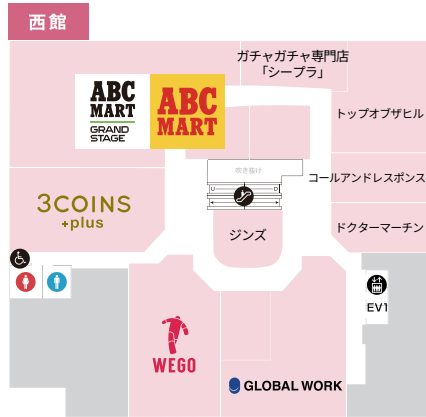 西館
ガチャガチャ専門店
「シープラ」
ABC
MART
GRAND
STAGE
ABC
MART
トップオブザヒル
吹き抜け
コールアンドレスポンス
3COINS
+plus
U
D
ドクターマーチン
ジンズ
EV1
WEGO
GLOBAL WORK